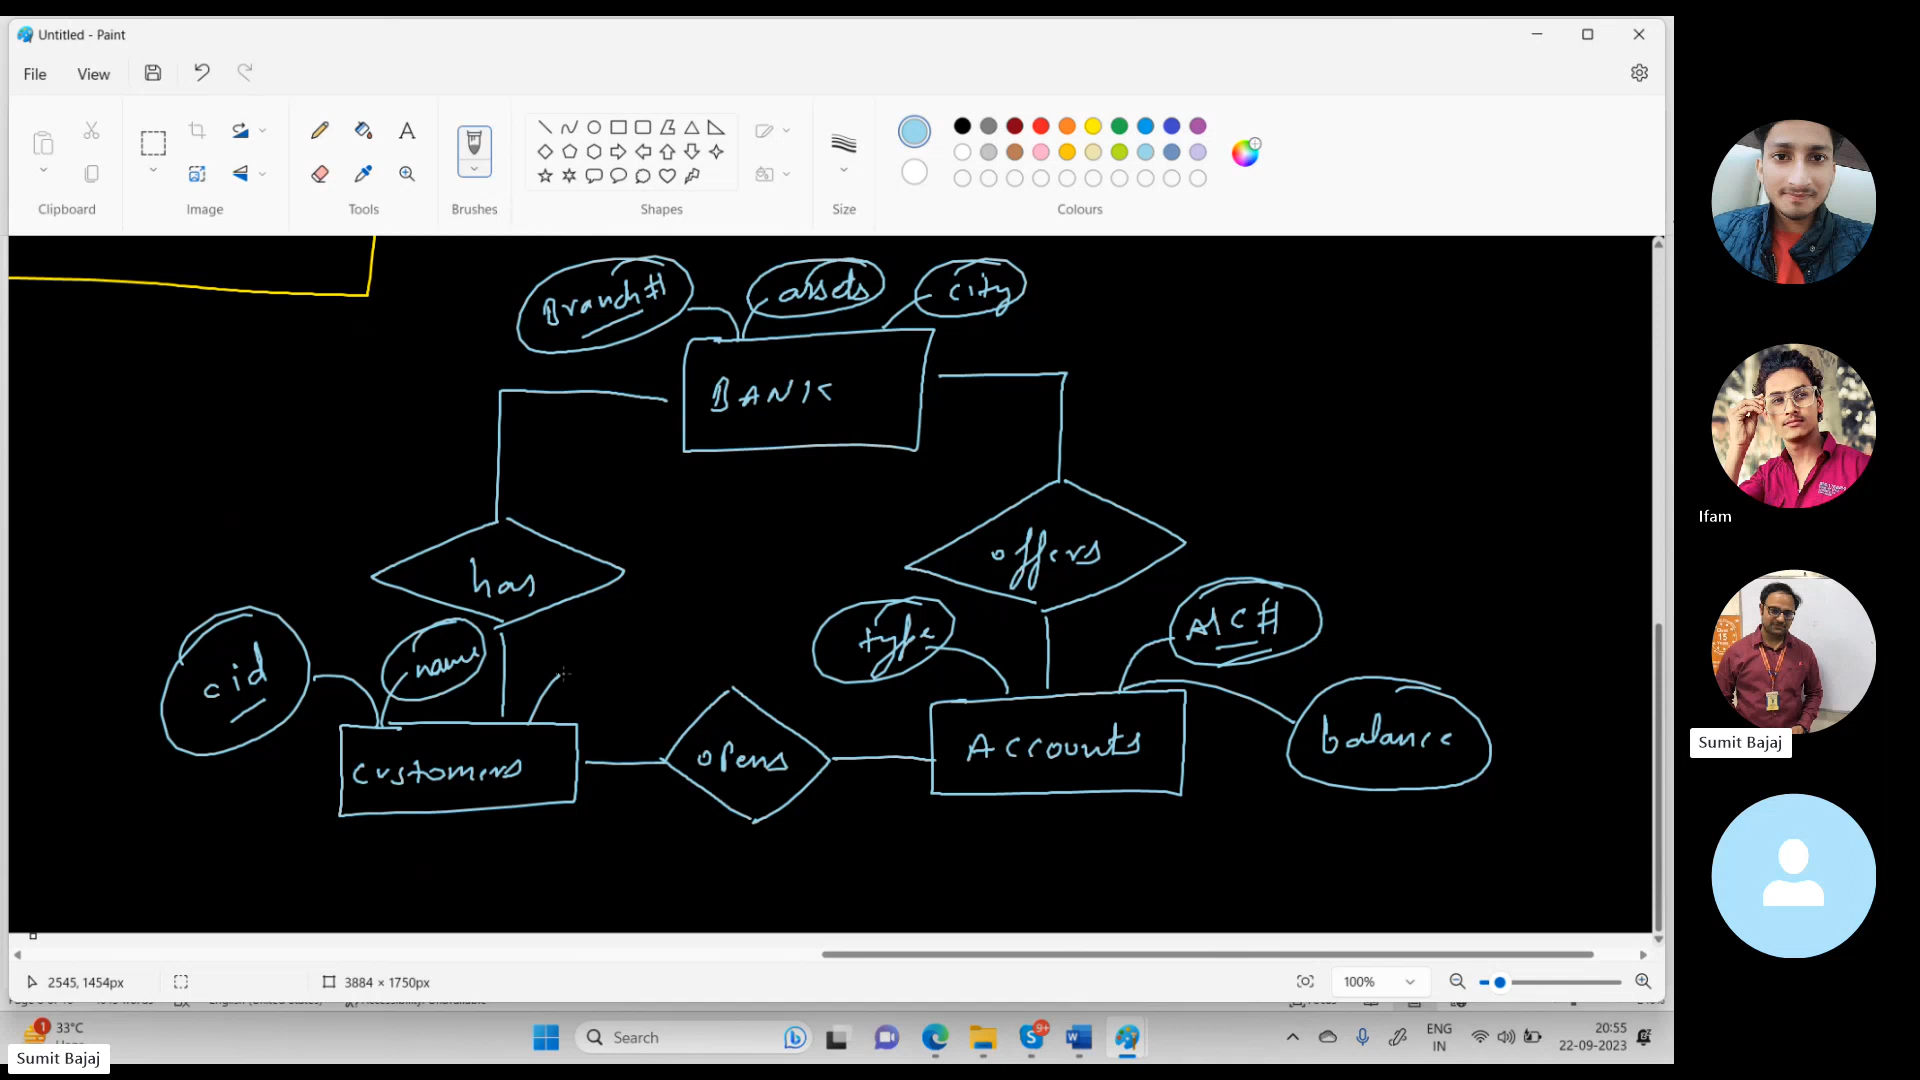 Untitled - Paint
File
View
Clipboard
Image
Tools
Brushes
Shapes
Size
Colours
Branch#
assets
city
BANK
has
offers
cid
name
type
A/C#
customers
opens
Accounts
balance
2545, 1454px
3884 × 1750px
100%
Ifam
Sumit Bajaj
1
33°C
Search
9+
ENG
IN
20:55
22-09-2023
Sumit Bajaj